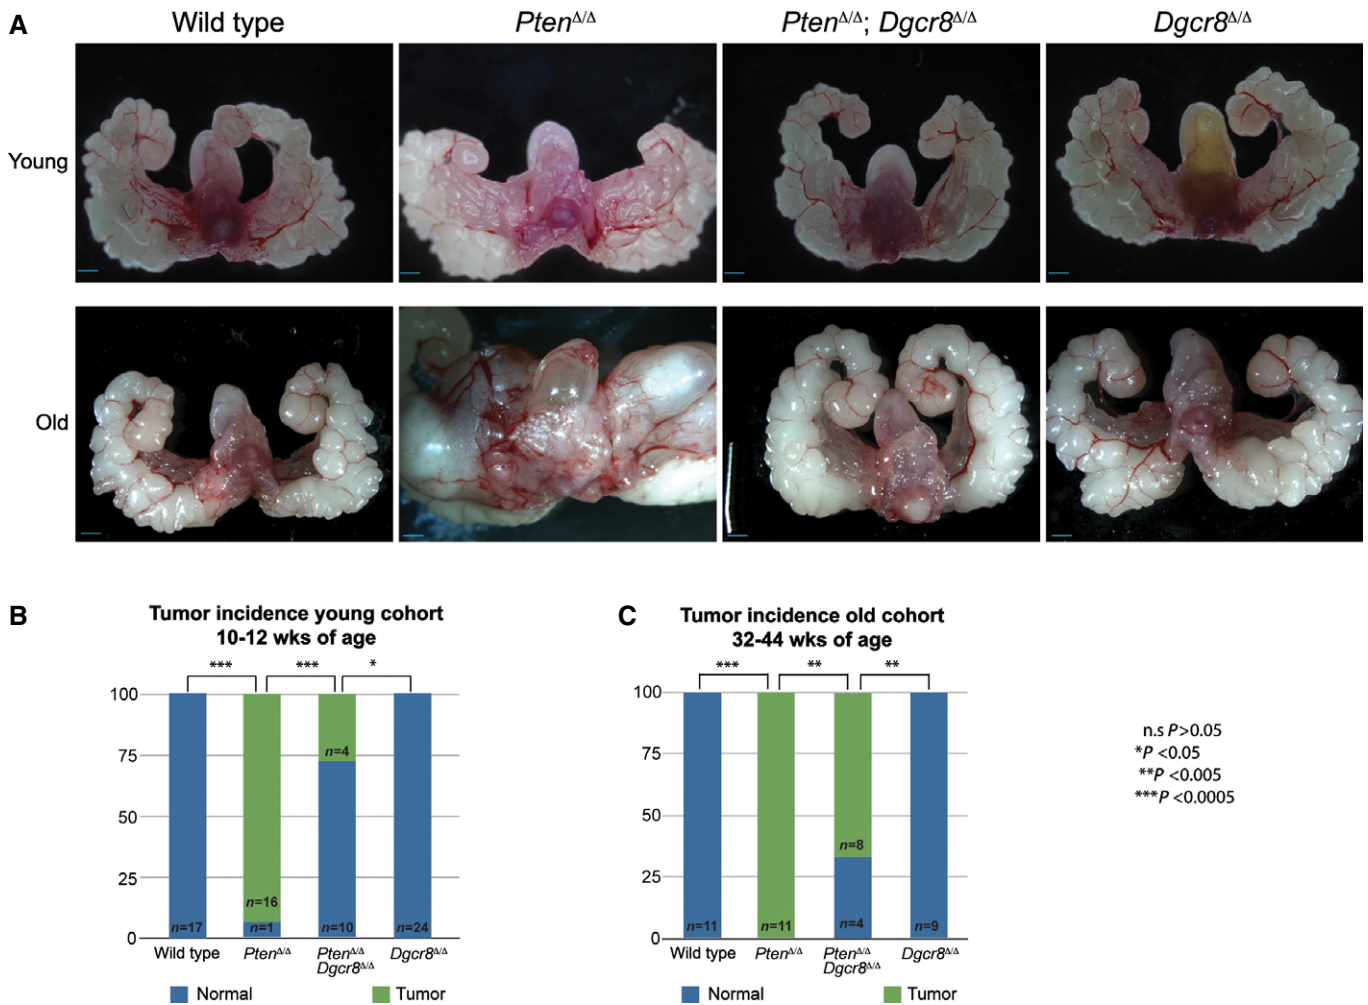 A
Wild type
Pten^Δ/Δ
Pten^Δ/Δ; Dgcr8^Δ/Δ
Dgcr8^Δ/Δ
Young
Old
B
Tumor incidence young cohort
10-12 wks of age
*** *** *
100
75
50
25
0
n=17
n=16
n=1
n=4
n=10
n=24
Wild type
Pten^Δ/Δ
Pten^Δ/Δ
Dgcr8^Δ/Δ
Dgcr8^Δ/Δ
Normal
Tumor
C
Tumor incidence old cohort
32-44 wks of age
*** ** **
100
75
50
25
0
n=11
n=11
n=8
n=4
n=9
Wild type
Pten^Δ/Δ
Pten^Δ/Δ
Dgcr8^Δ/Δ
Dgcr8^Δ/Δ
Normal
Tumor
n.s P>0.05
*P <0.05
**P <0.005
***P <0.0005